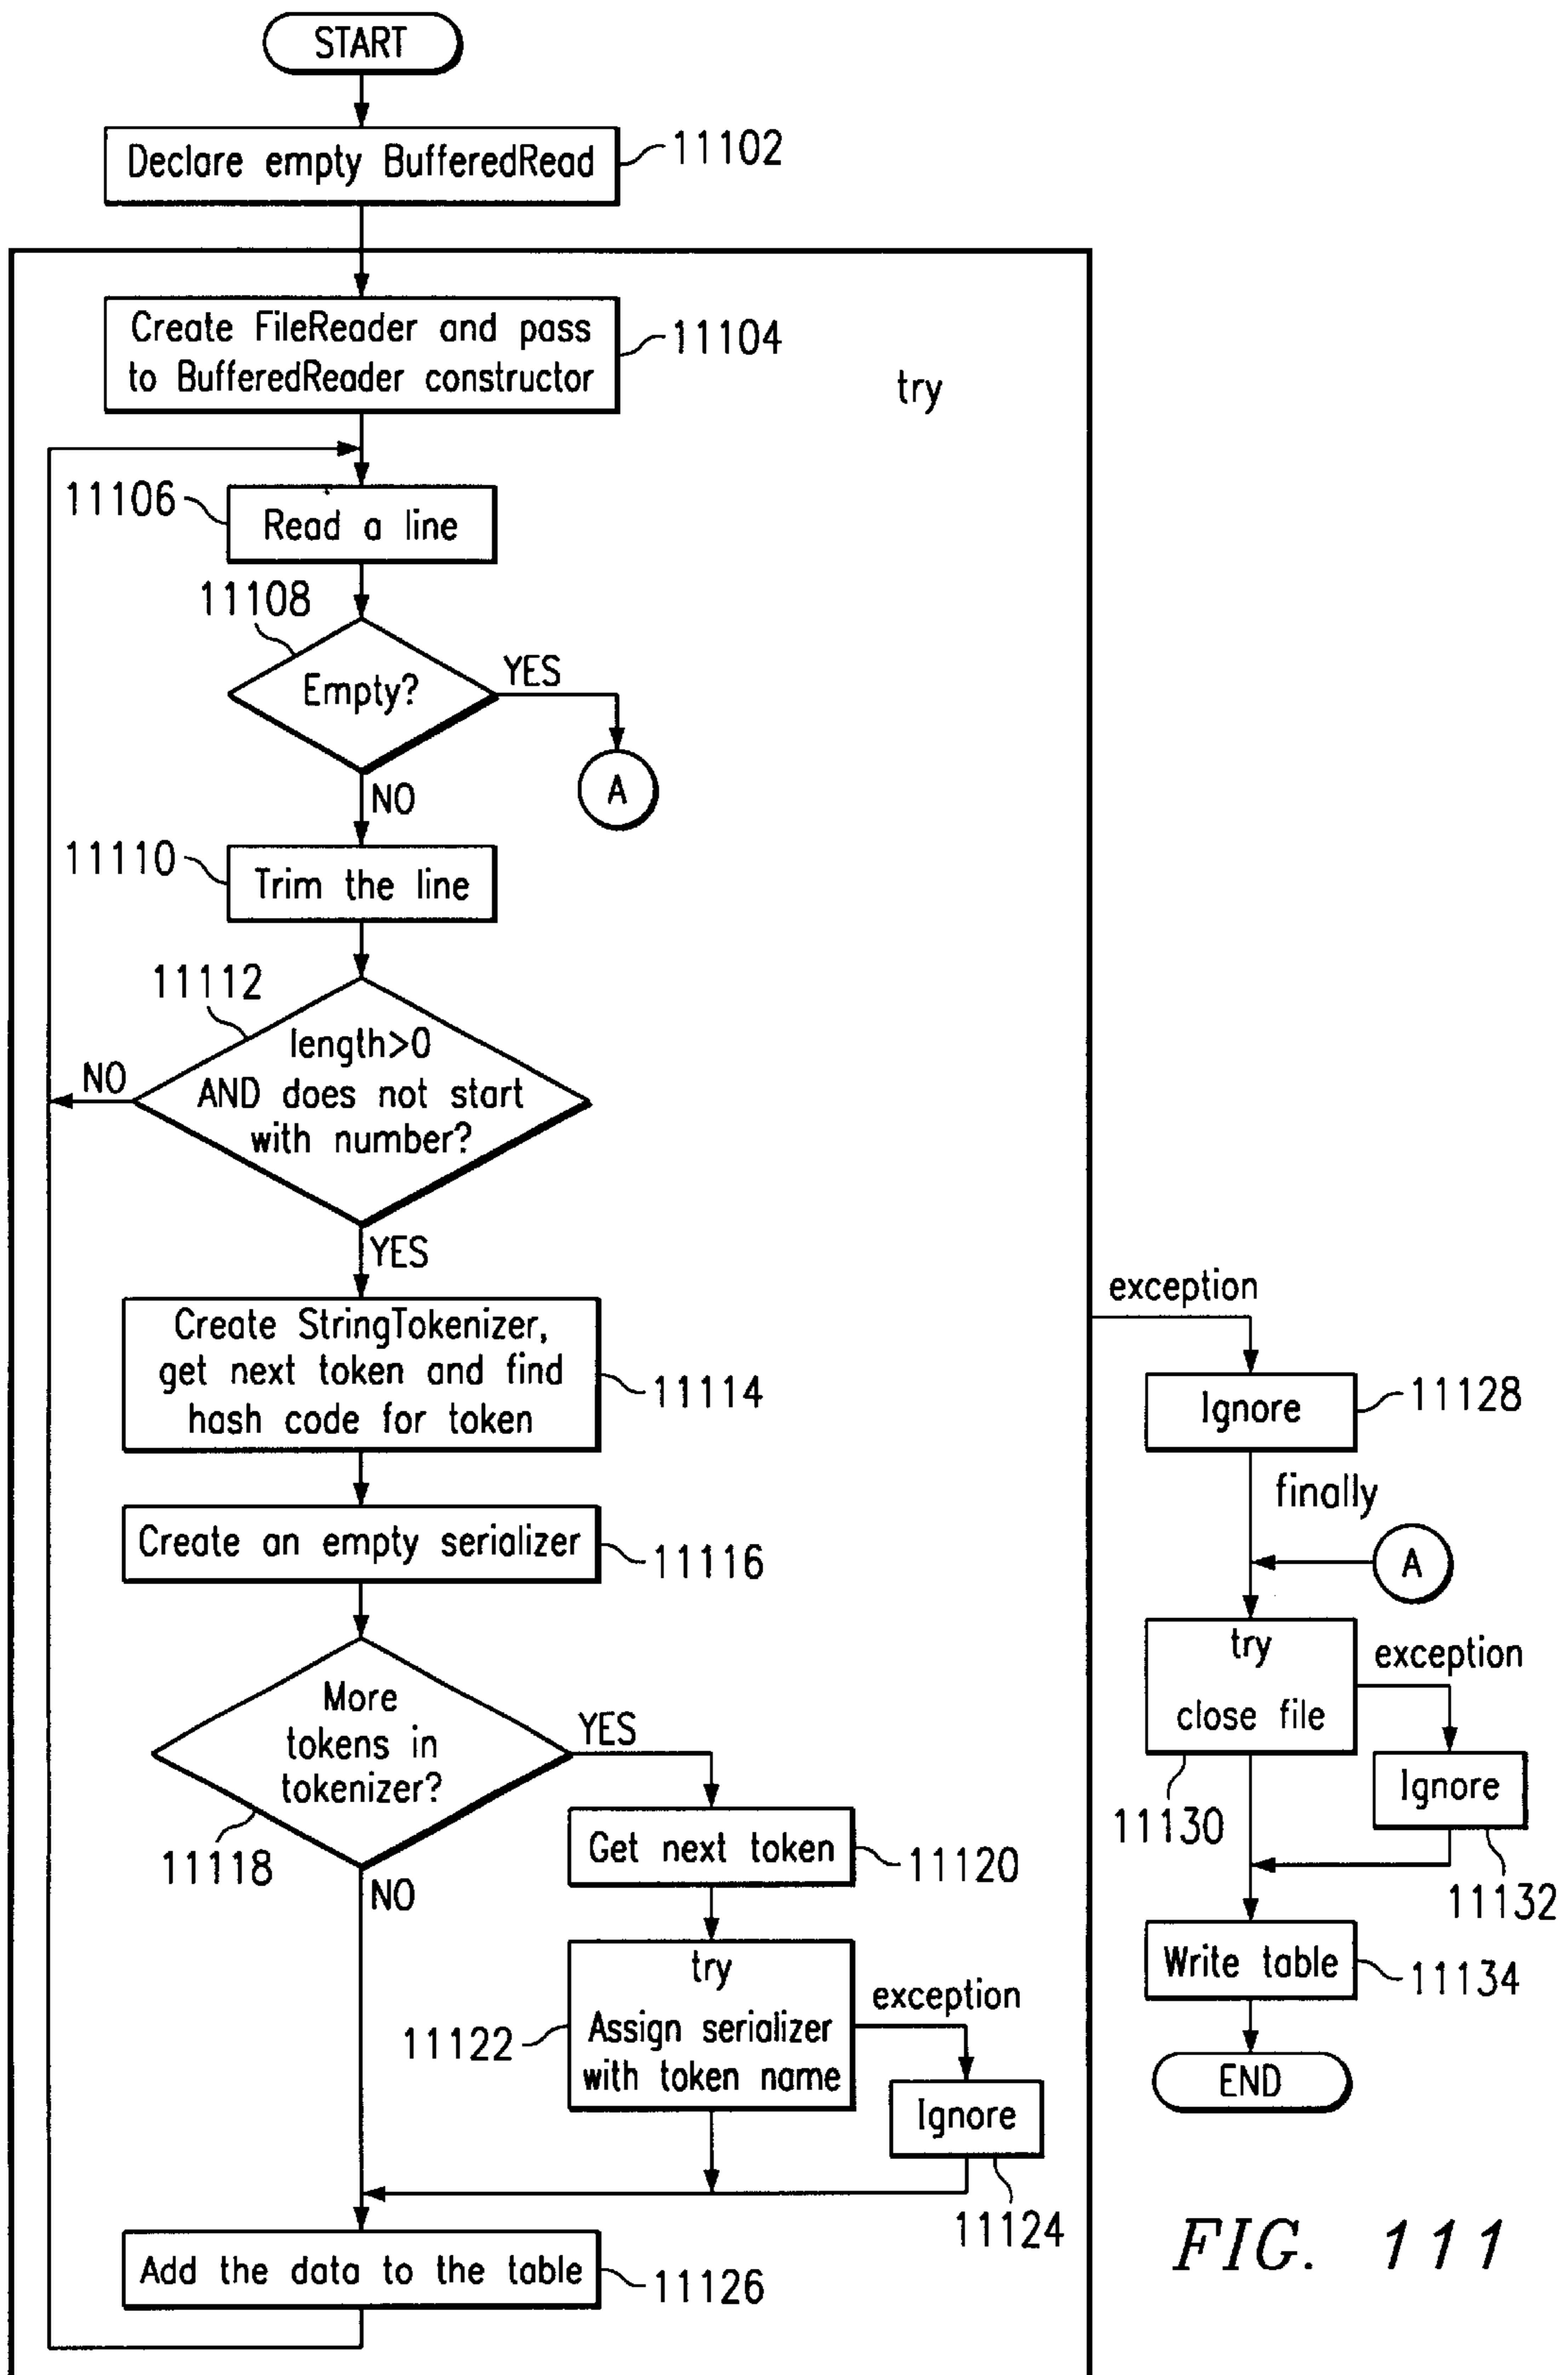 START
Declare empty BufferedRead
11102
Create FileReader and pass
to BufferedReader constructor
11104
try
11106
Read a line
11108
Empty?
YES
A
NO
11110
Trim the line
11112
length>0
AND does not start
with number?
NO
YES
Create StringTokenizer,
get next token and find
hash code for token
11114
Create an empty serializer
11116
More
tokens in
tokenizer?
11118
YES
NO
Get next token
11120
try
Assign serializer
with token name
11122
exception
Ignore
11124
Add the data to the table
11126
exception
Ignore
11128
finally
A
try
close file
11130
exception
Ignore
11132
Write table
11134
END
FIG. 111